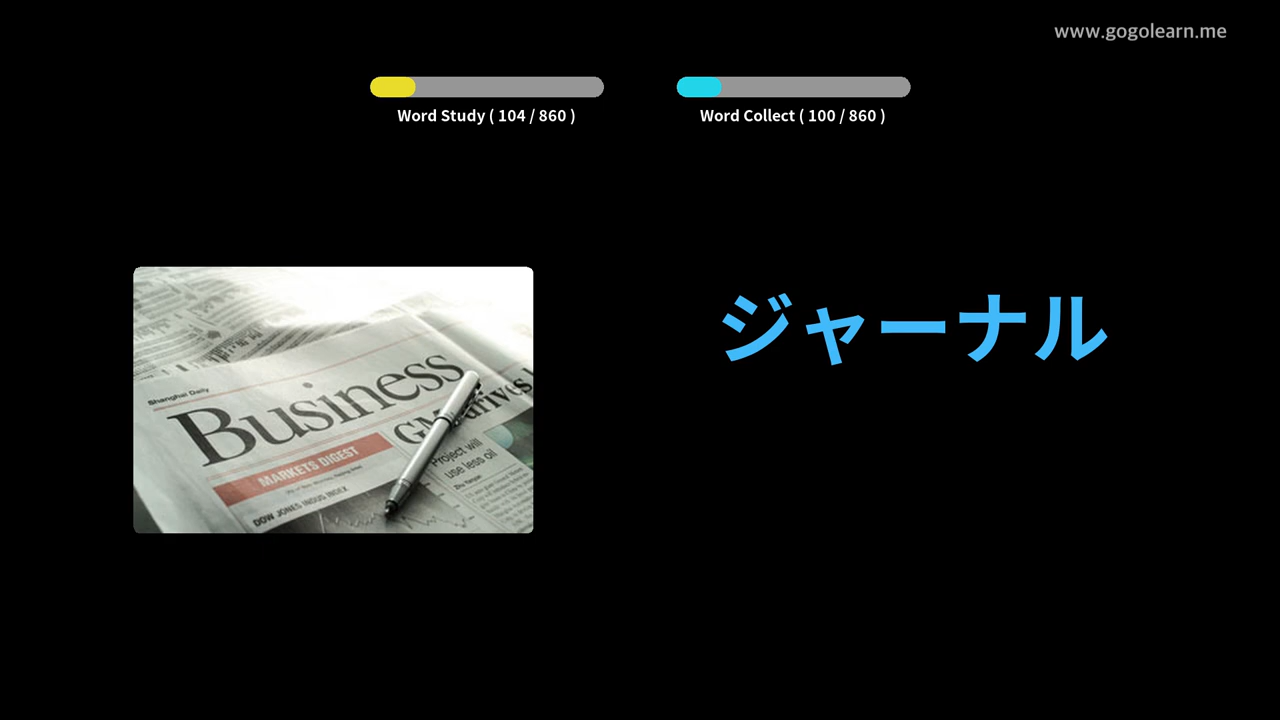 www.gogolearn.me
Word Study ( 104 / 860 )
Word Collect ( 100 / 860 )
ジャーナル
Shanghai Daily
Business
MARKETS DIGEST
DOW JONES INDUS INDEX
GM
Project will
use less oil